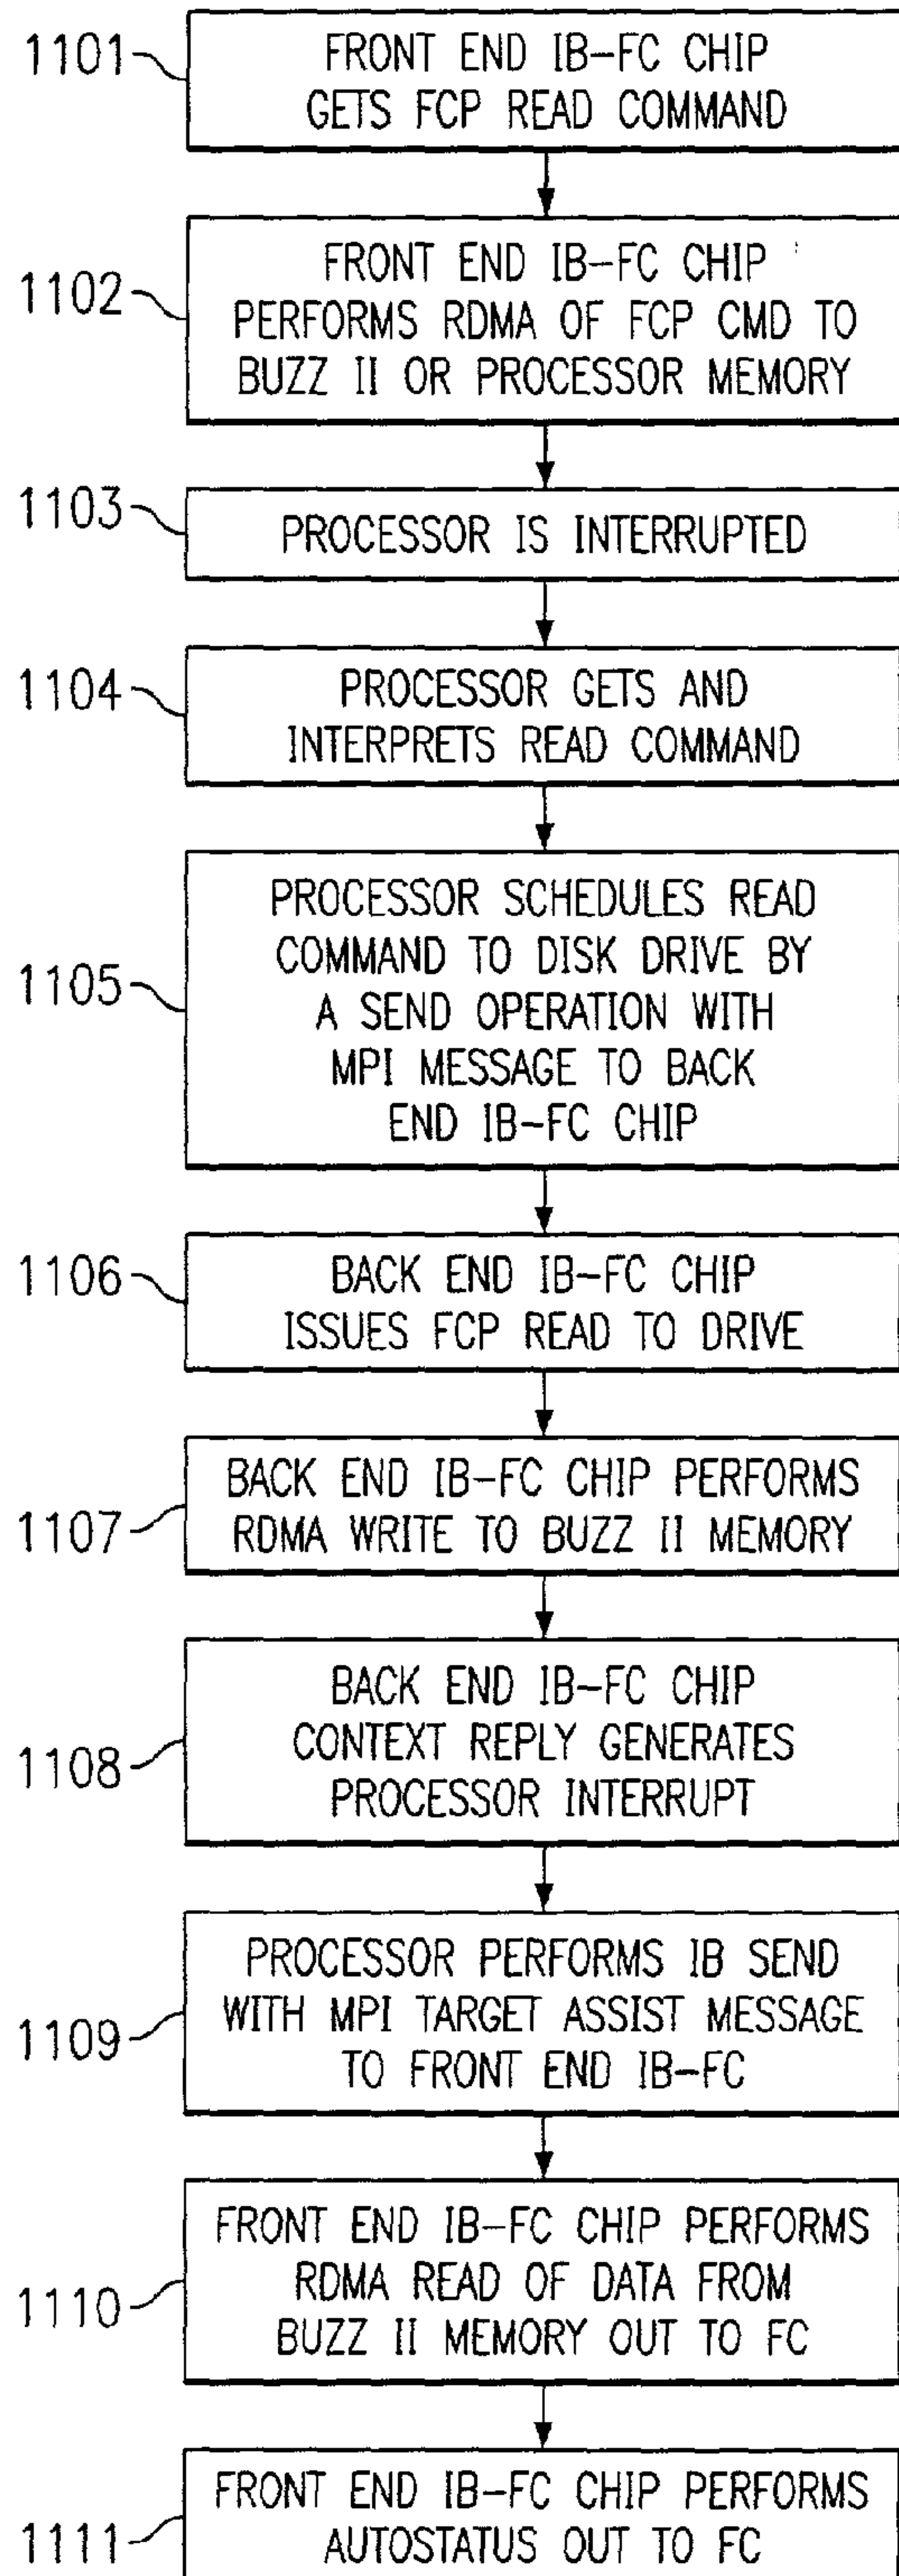 1101
FRONT END IB-FC CHIP
GETS FCP READ COMMAND
1102
FRONT END IB-FC CHIP
PERFORMS RDMA OF FCP CMD TO
BUZZ II OR PROCESSOR MEMORY
1103
PROCESSOR IS INTERRUPTED
1104
PROCESSOR GETS AND
INTERPRETS READ COMMAND
1105
PROCESSOR SCHEDULES READ
COMMAND TO DISK DRIVE BY
A SEND OPERATION WITH
MPI MESSAGE TO BACK
END IB-FC CHIP
1106
BACK END IB-FC CHIP
ISSUES FCP READ TO DRIVE
1107
BACK END IB-FC CHIP PERFORMS
RDMA WRITE TO BUZZ II MEMORY
1108
BACK END IB-FC CHIP
CONTEXT REPLY GENERATES
PROCESSOR INTERRUPT
1109
PROCESSOR PERFORMS IB SEND
WITH MPI TARGET ASSIST MESSAGE
TO FRONT END IB-FC
1110
FRONT END IB-FC CHIP PERFORMS
RDMA READ OF DATA FROM
BUZZ II MEMORY OUT TO FC
1111
FRONT END IB-FC CHIP PERFORMS
AUTOSTATUS OUT TO FC